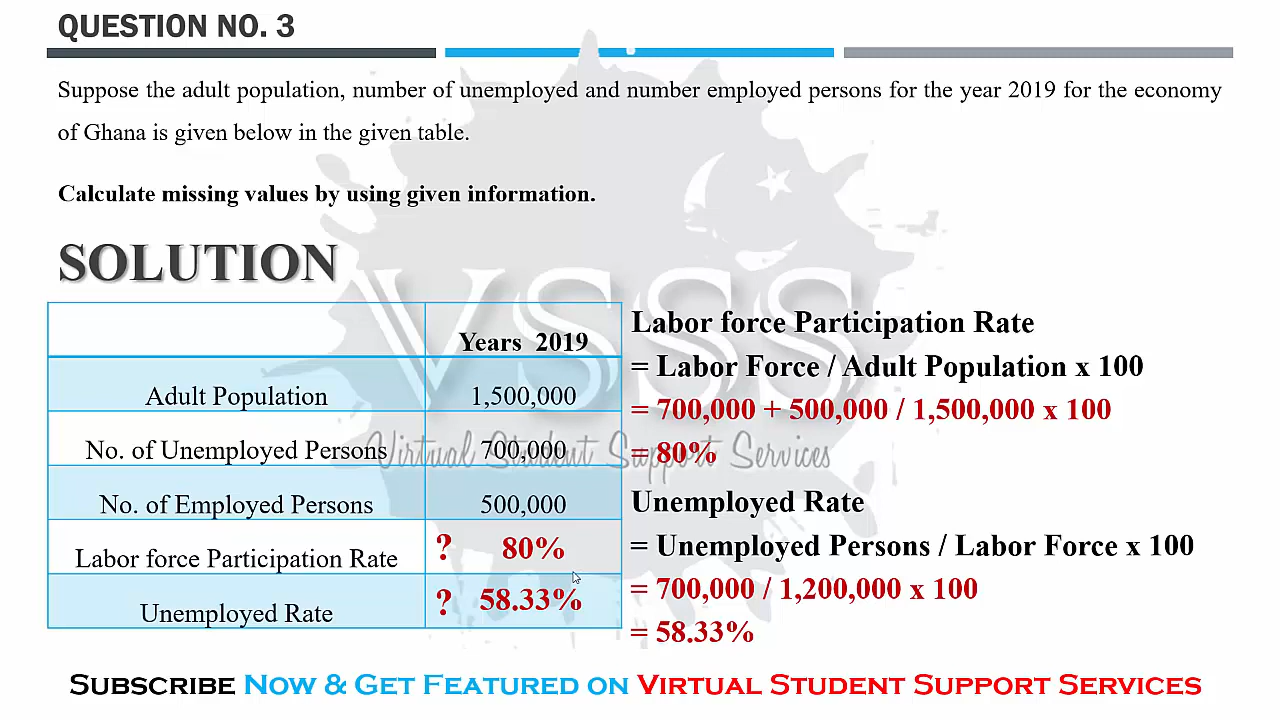 QUESTION NO. 3
Suppose the adult population, number of unemployed and number employed persons for the year 2019 for the economy
of Ghana is given below in the given table.
Calculate missing values by using given information.
SOLUTION
Years 2019
Adult Population 1,500,000
No. of Unemployed Persons 700,000
No. of Employed Persons 500,000
Labor force Participation Rate ? 80%
Unemployed Rate ? 58.33%
Labor force Participation Rate
= Labor Force / Adult Population x 100
= 700,000 + 500,000 / 1,500,000 x 100
= 80%
Unemployed Rate
= Unemployed Persons / Labor Force x 100
= 700,000 / 1,200,000 x 100
= 58.33%
VSSS
Virtual Student Support Services
SUBSCRIBE NOW & GET FEATURED ON VIRTUAL STUDENT SUPPORT SERVICES